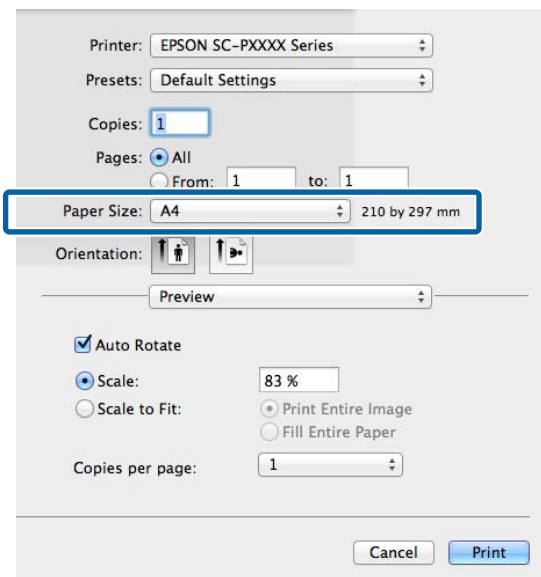 Printer: EPSON SC-PXXXX Series
Presets: Default Settings
Copies: 1
Pages: All
From: 1 to: 1
Paper Size: A4 210 by 297 mm
Orientation:
Preview
Auto Rotate
Scale: 83 %
Scale to Fit: Print Entire Image
Fill Entire Paper
Copies per page: 1
Cancel Print